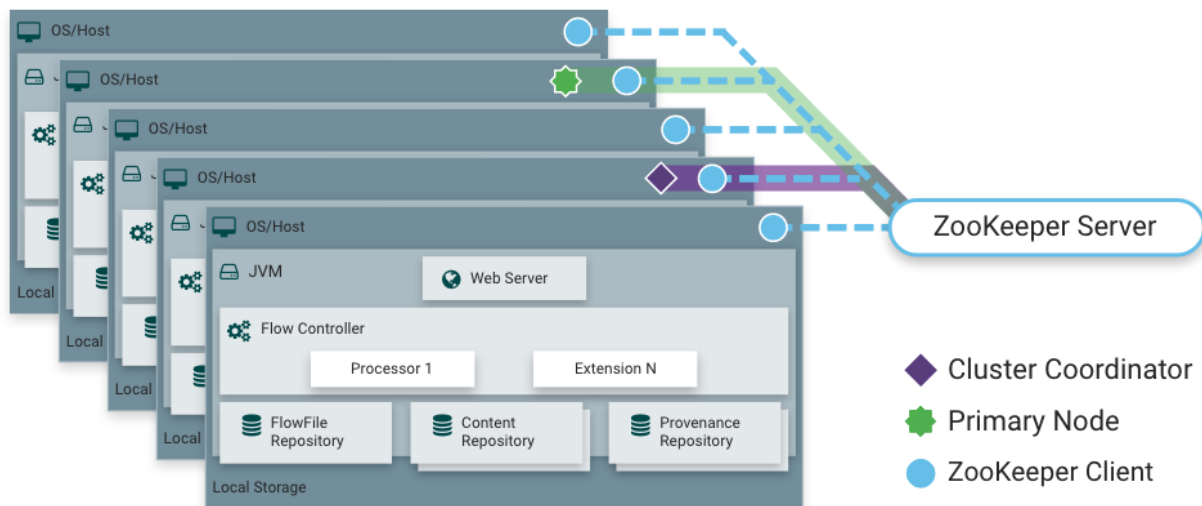 OS/Host
OS/Host
OS/Host
OS/Host
OS/Host
JVM
Web Server
Flow Controller
Processor 1
Extension N
FlowFile
Repository
Content
Repository
Provenance
Repository
Local Storage
Local
Local
Local
Local
ZooKeeper Server
Cluster Coordinator
Primary Node
ZooKeeper Client